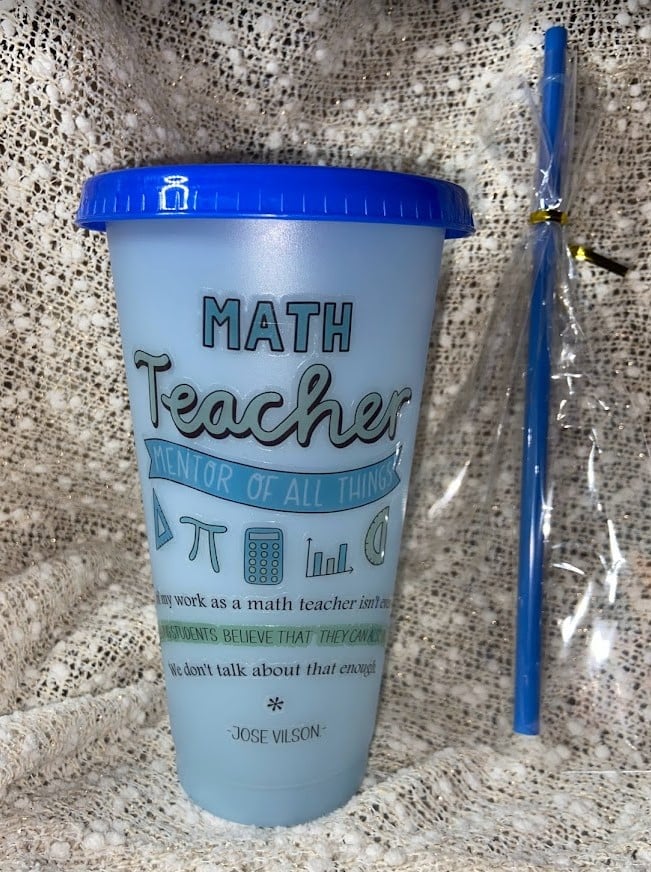 MATH
Teacher
MENTOR OF ALL THINGS
π
my work as a math teacher isn't
STUDENTS BELIEVE THAT THEY CAN
We don't talk about that enough.
*
-JOSE VILSON-